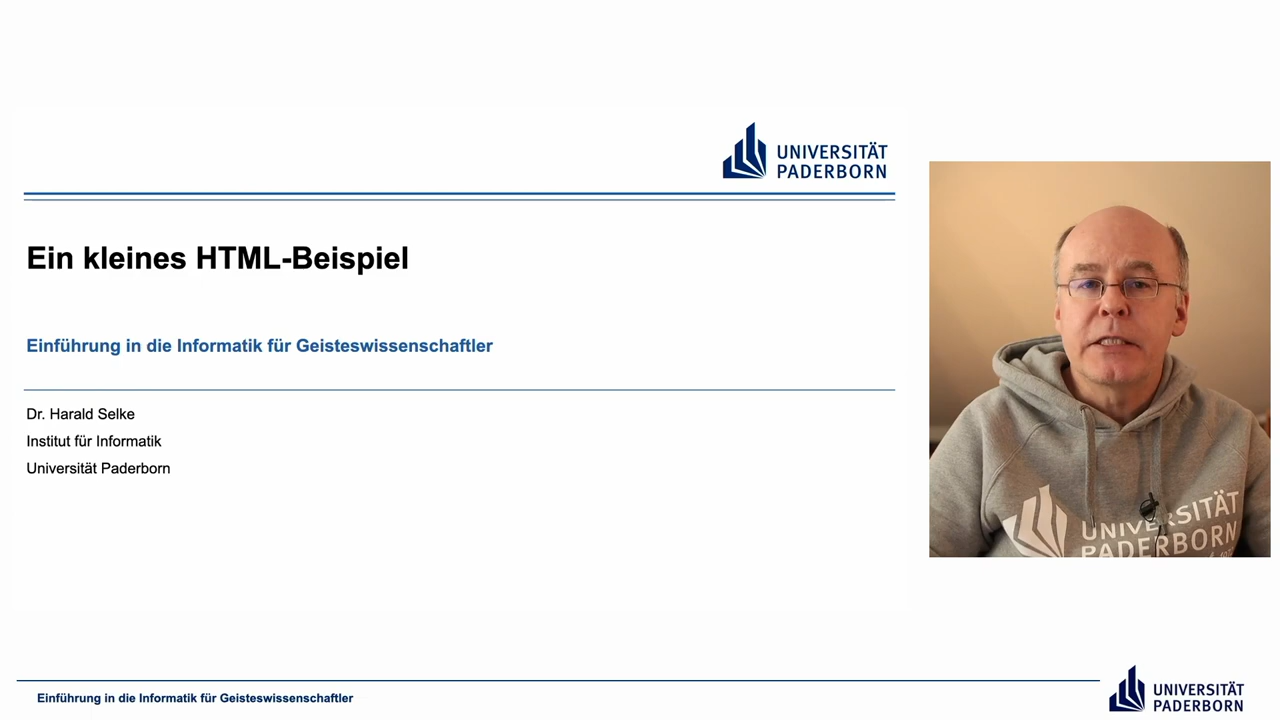 UNIVERSITÄT
PADERBORN
Ein kleines HTML-Beispiel
Einführung in die Informatik für Geisteswissenschaftler
Dr. Harald Selke
Institut für Informatik
Universität Paderborn
UNIVERSITÄT
PADERBORN
Einführung in die Informatik für Geisteswissenschaftler
UNIVERSITÄT
PADERBORN